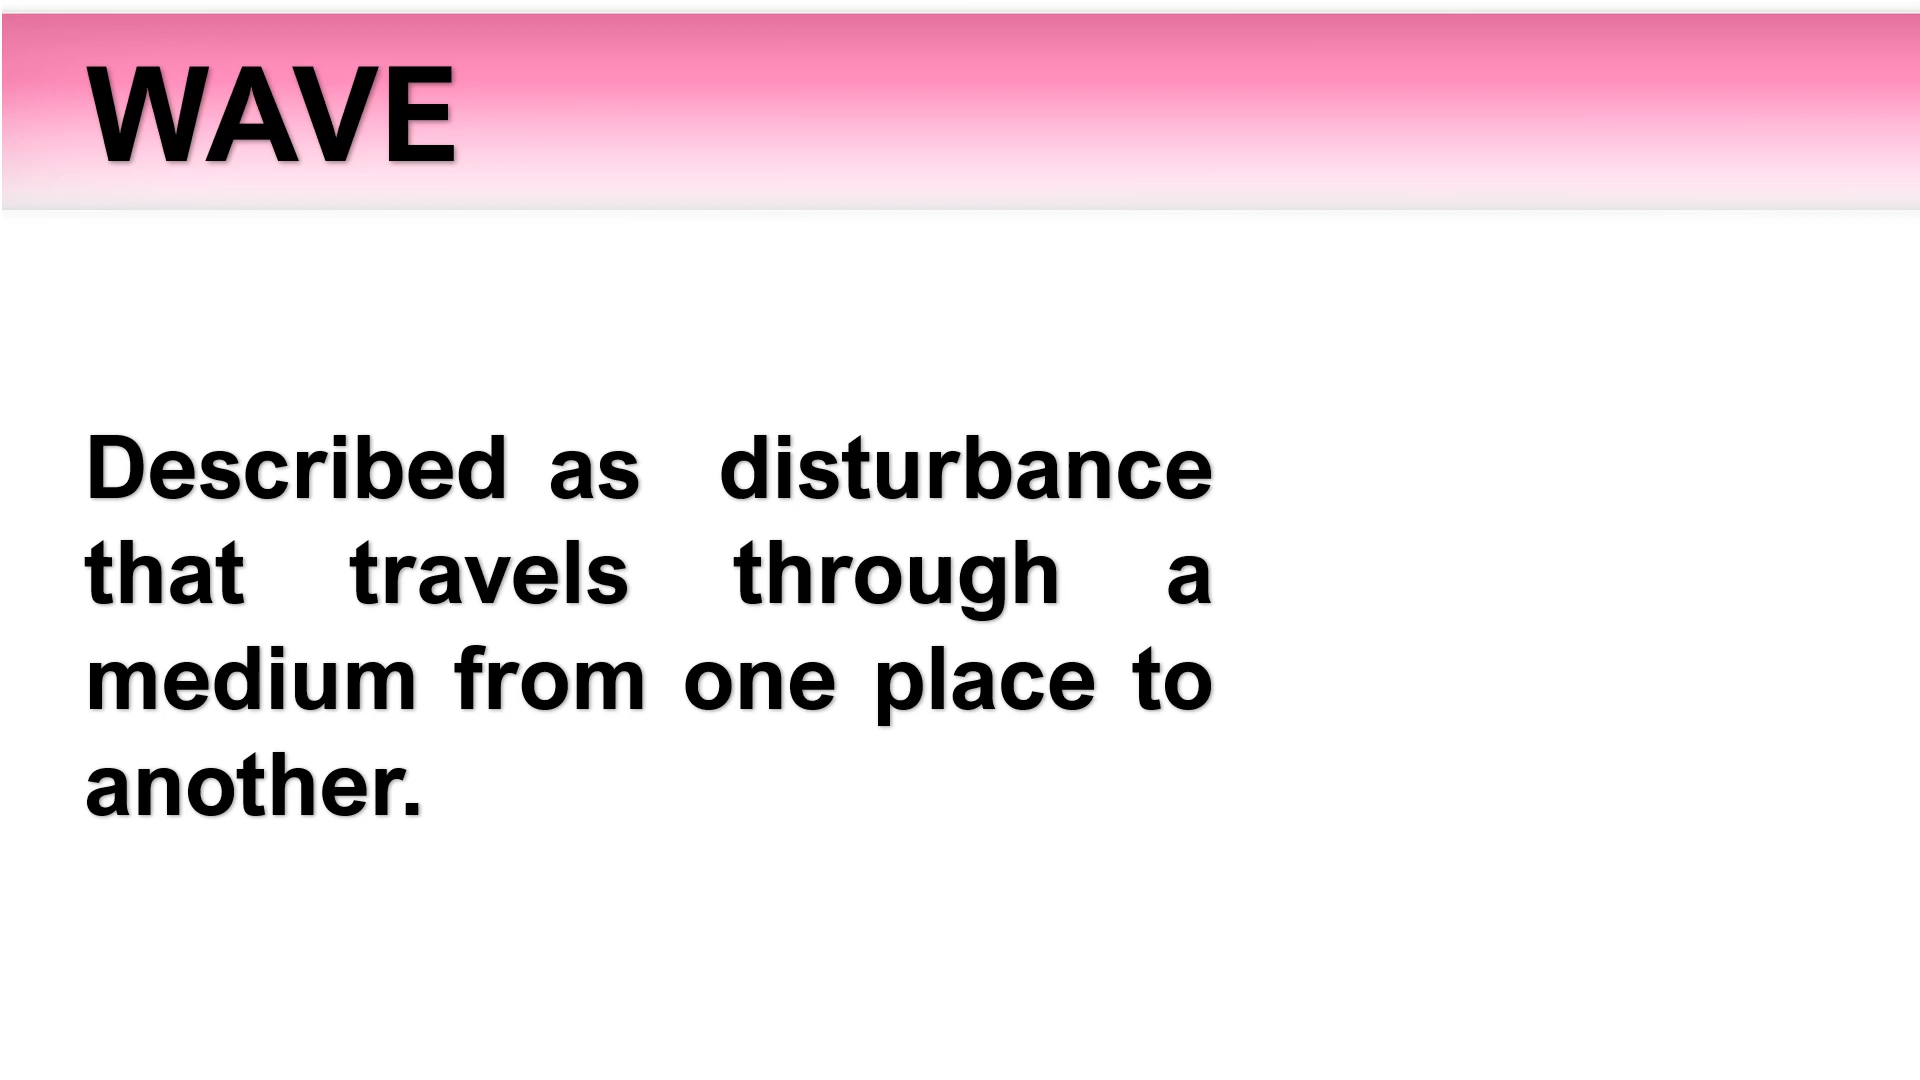 WAVE
Described as disturbance
that travels through a
medium from one place to
another.